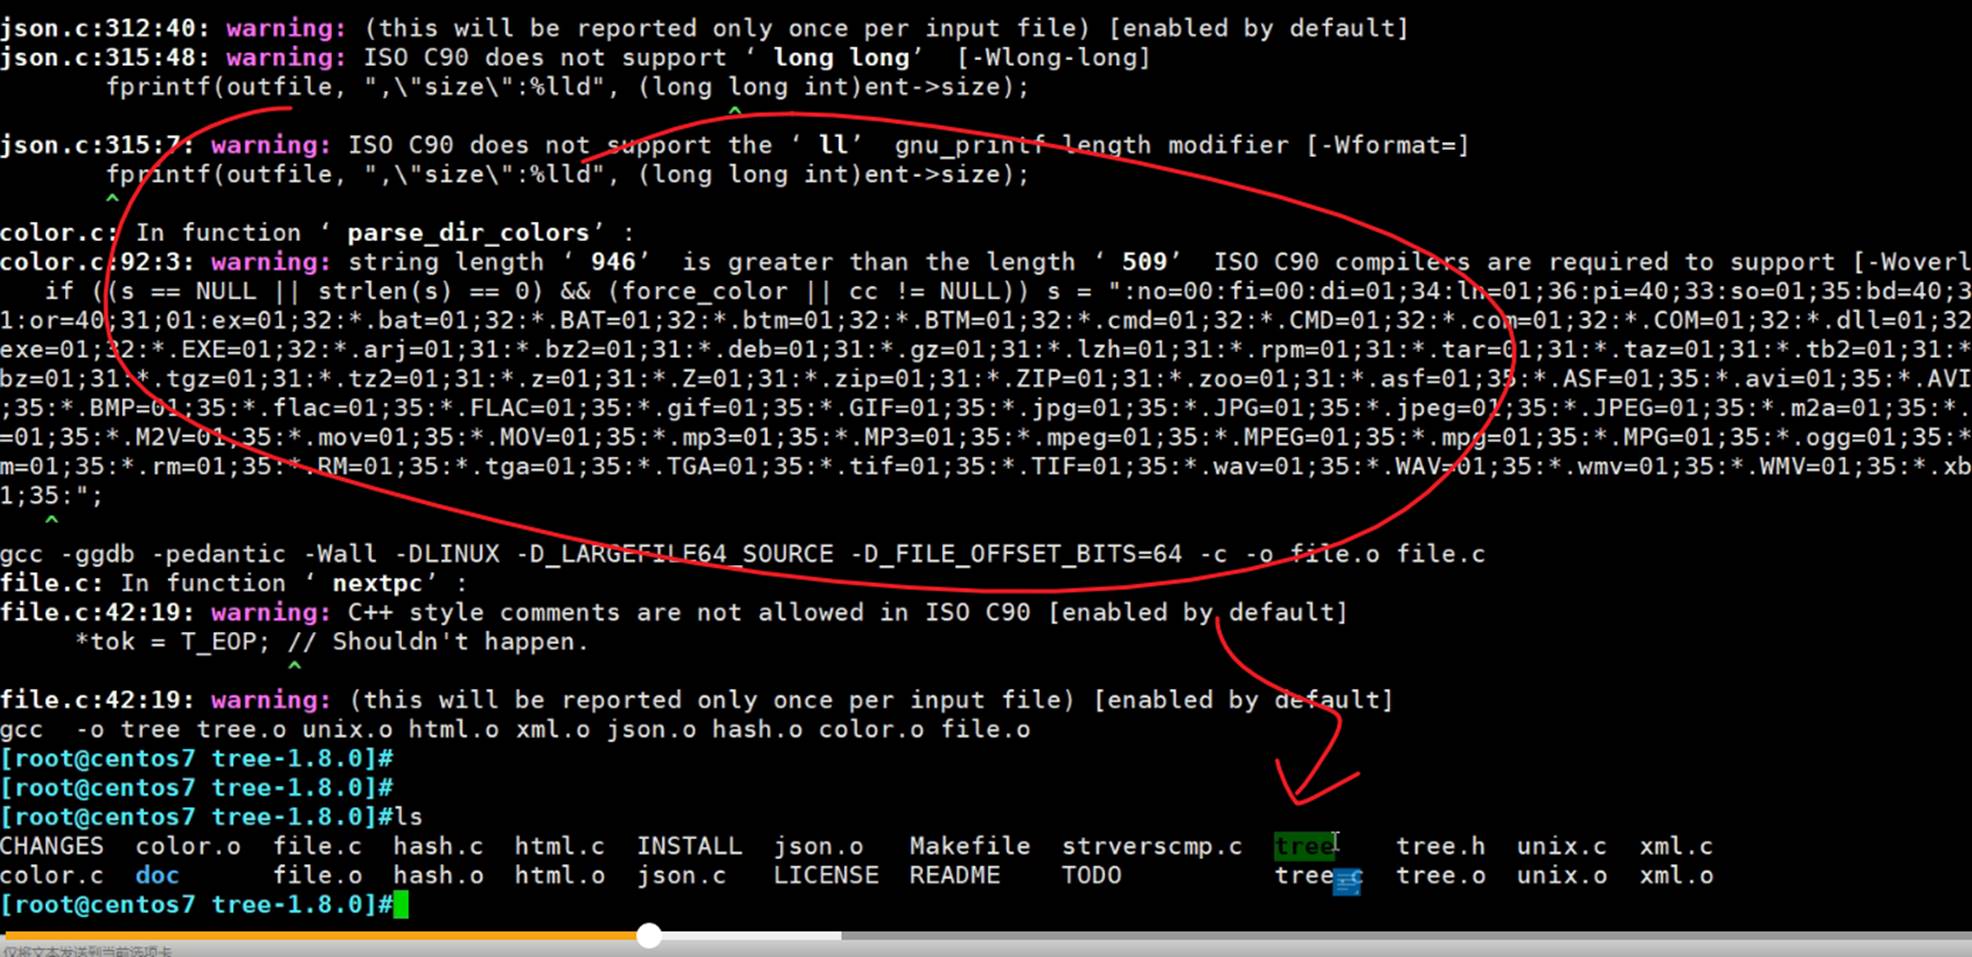 json.c:312:40: warning: (this will be reported only once per input file) [enabled by default]
json.c:315:48: warning: ISO C90 does not support ‘ long long’  [-Wlong-long]
       fprintf(outfile, ",\"size\":%lld", (long long int)ent->size);
                                                ^
json.c:315:7: warning: ISO C90 does not support the ‘ ll’  gnu_printf length modifier [-Wformat=]
       fprintf(outfile, ",\"size\":%lld", (long long int)ent->size);
       ^
color.c: In function ‘ parse_dir_colors’ :
color.c:92:3: warning: string length ‘ 946’  is greater than the length ‘ 509’  ISO C90 compilers are required to support [-Woverl
   if ((s == NULL || strlen(s) == 0) && (force_color || cc != NULL)) s = ":no=00:fi=00:di=01;34:ln=01;36:pi=40;33:so=01;35:bd=40;3
1:or=40;31;01:ex=01;32:*.bat=01;32:*.BAT=01;32:*.btm=01;32:*.BTM=01;32:*.cmd=01;32:*.CMD=01;32:*.com=01;32:*.COM=01;32:*.dll=01;32
exe=01;32:*.EXE=01;32:*.arj=01;31:*.bz2=01;31:*.deb=01;31:*.gz=01;31:*.lzh=01;31:*.rpm=01;31:*.tar=01;31:*.taz=01;31:*.tb2=01;31:*
bz=01;31:*.tgz=01;31:*.tz2=01;31:*.z=01;31:*.Z=01;31:*.zip=01;31:*.ZIP=01;31:*.zoo=01;31:*.asf=01;35:*.ASF=01;35:*.avi=01;35:*.AVI
;35:*.BMP=01;35:*.flac=01;35:*.FLAC=01;35:*.gif=01;35:*.GIF=01;35:*.jpg=01;35:*.JPG=01;35:*.jpeg=01;35:*.JPEG=01;35:*.m2a=01;35:*.
=01;35:*.M2V=01;35:*.mov=01;35:*.MOV=01;35:*.mp3=01;35:*.MP3=01;35:*.mpeg=01;35:*.MPEG=01;35:*.mpg=01;35:*.MPG=01;35:*.ogg=01;35:*
m=01;35:*.rm=01;35:*.RM=01;35:*.tga=01;35:*.TGA=01;35:*.tif=01;35:*.TIF=01;35:*.wav=01;35:*.WAV=01;35:*.wmv=01;35:*.WMV=01;35:*.xb
1;35:";
   ^
gcc -ggdb -pedantic -Wall -DLINUX -D_LARGEFILE64_SOURCE -D_FILE_OFFSET_BITS=64 -c -o file.o file.c
file.c: In function ‘ nextpc’ :
file.c:42:19: warning: C++ style comments are not allowed in ISO C90 [enabled by default]
     *tok = T_EOP; // Shouldn't happen.
                   ^
file.c:42:19: warning: (this will be reported only once per input file) [enabled by default]
gcc  -o tree tree.o unix.o html.o xml.o json.o hash.o color.o file.o
[root@centos7 tree-1.8.0]#
[root@centos7 tree-1.8.0]#
[root@centos7 tree-1.8.0]#ls
CHANGES  color.o  file.c  hash.c  html.c  INSTALL  json.o   Makefile  strverscmp.c  tree    tree.h  unix.c  xml.c
color.c  doc      file.o  hash.o  html.o  json.c   LICENSE  README    TODO          tree.c  tree.o  unix.o  xml.o
[root@centos7 tree-1.8.0]#
仅将文本发送到当前选项卡